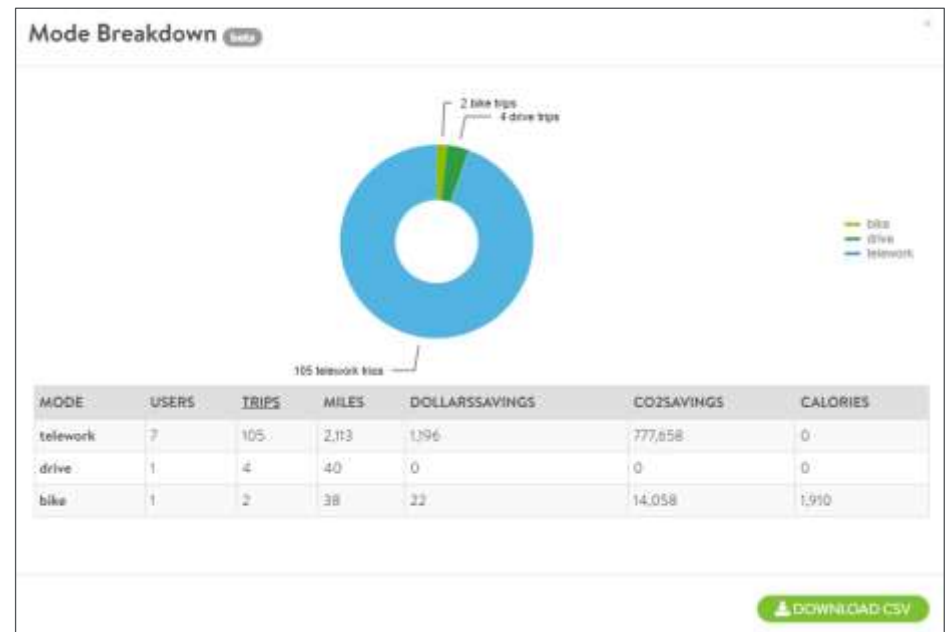 Mode Breakdown beta
2 bike trips
4 drive trips
bike
drive
telework
105 telework trips
MODE USERS TRIPS MILES DOLLARSSAVINGS CO2SAVINGS CALORIES
telework 7 105 2,113 1,196 777,658 0
drive 1 4 40 0 0 0
bike 1 2 38 22 14,058 1,910
DOWNLOAD CSV